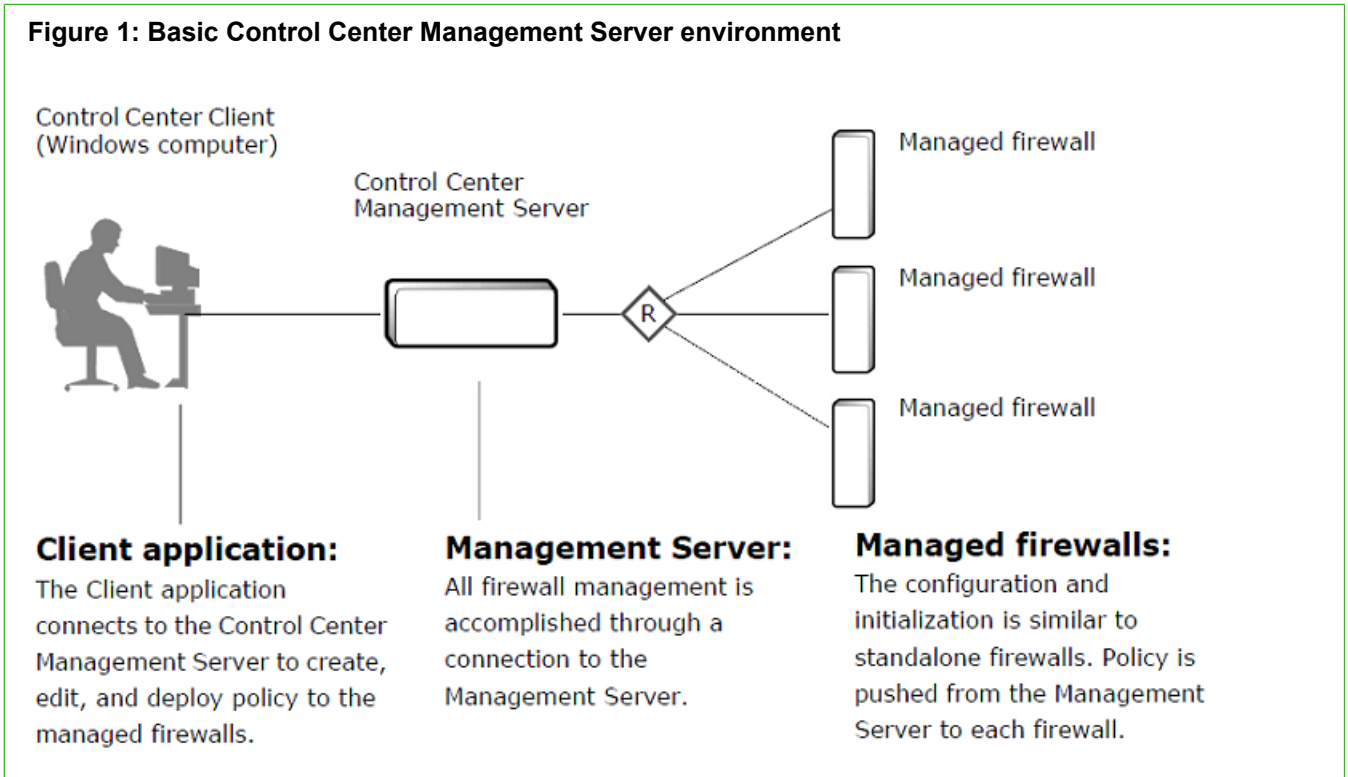 Figure 1: Basic Control Center Management Server environment
Control Center Client
(Windows computer)
Control Center
Management Server
R
Managed firewall
Managed firewall
Managed firewall
Client application:
The Client application
connects to the Control Center
Management Server to create,
edit, and deploy policy to the
managed firewalls.
Management Server:
All firewall management is
accomplished through a
connection to the
Management Server.
Managed firewalls:
The configuration and
initialization is similar to
standalone firewalls. Policy is
pushed from the Management
Server to each firewall.